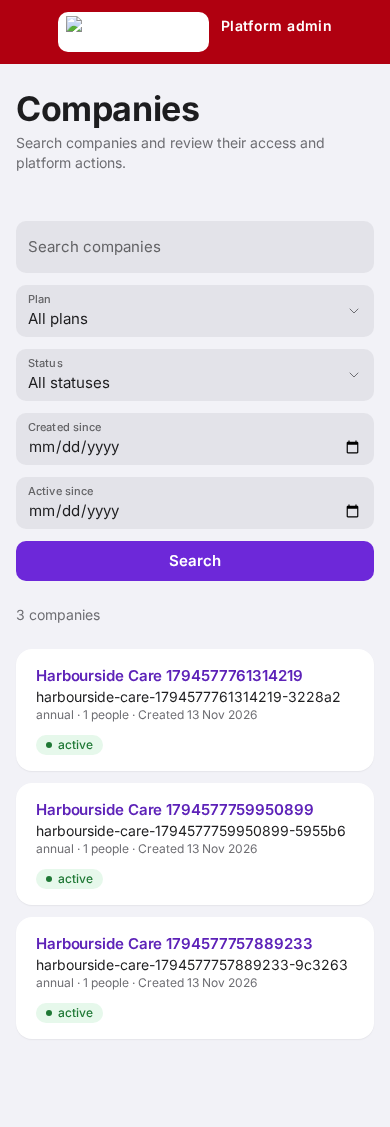 Platform admin
Companies
Search companies and review their access and
platform actions.
Search companies
Plan
All plans
Status
All statuses
Created since
mm/dd/yyyy
Active since
mm/dd/yyyy
Search
3 companies
Harbourside Care 1794577761314219
harbourside-care-1794577761314219-3228a2
annual · 1 people · Created 13 Nov 2026
active
Harbourside Care 1794577759950899
harbourside-care-1794577759950899-5955b6
annual · 1 people · Created 13 Nov 2026
active
Harbourside Care 1794577757889233
harbourside-care-1794577757889233-9c3263
annual · 1 people · Created 13 Nov 2026
active